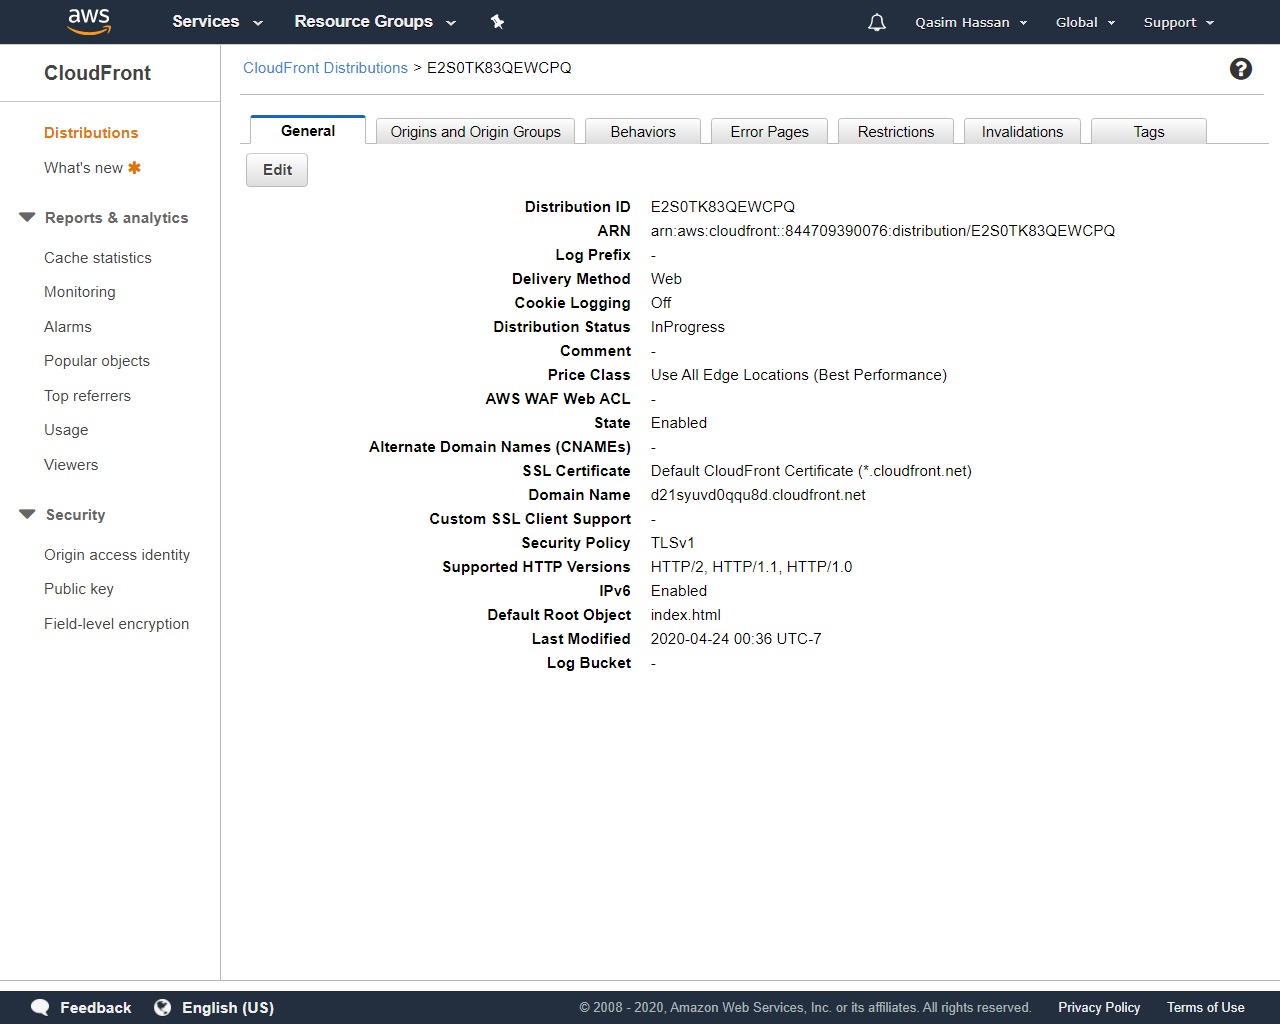 aws Services Resource Groups Qasim Hassan Global Support
CloudFront
CloudFront Distributions > E2S0TK83QEWCPQ
Distributions
What's new
Reports & analytics
Cache statistics
Monitoring
Alarms
Popular objects
Top referrers
Usage
Viewers
Security
Origin access identity
Public key
Field-level encryption
General Origins and Origin Groups Behaviors Error Pages Restrictions Invalidations Tags
Edit
Distribution ID E2S0TK83QEWCPQ
ARN arn:aws:cloudfront::844709390076:distribution/E2S0TK83QEWCPQ
Log Prefix -
Delivery Method Web
Cookie Logging Off
Distribution Status InProgress
Comment -
Price Class Use All Edge Locations (Best Performance)
AWS WAF Web ACL -
State Enabled
Alternate Domain Names (CNAMEs) -
SSL Certificate Default CloudFront Certificate (*.cloudfront.net)
Domain Name d21syuvd0qqu8d.cloudfront.net
Custom SSL Client Support -
Security Policy TLSv1
Supported HTTP Versions HTTP/2, HTTP/1.1, HTTP/1.0
IPv6 Enabled
Default Root Object index.html
Last Modified 2020-04-24 00:36 UTC-7
Log Bucket -
Feedback English (US) © 2008 - 2020, Amazon Web Services, Inc. or its affiliates. All rights reserved. Privacy Policy Terms of Use